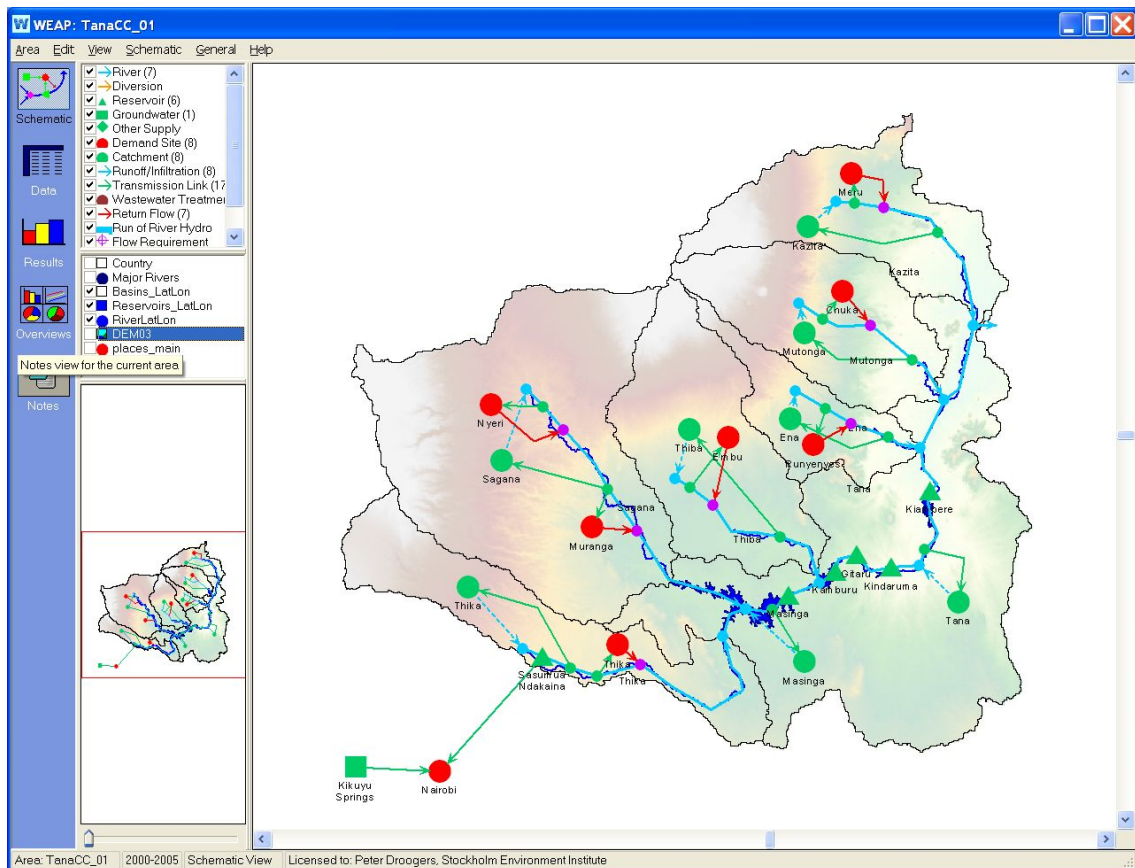 WEAP: TanaCC_01
Area Edit View Schematic General Help
Schematic
Data
Results
Overviews
Notes
River (7)
Diversion
Reservoir (6)
Groundwater (1)
Other Supply
Demand Site (8)
Catchment (8)
Runoff/Infiltration (8)
Transmission Link (17
Wastewater Treatmer
Return Flow (7)
Run of River Hydro
Flow Requirement
Country
Major Rivers
Basins_LatLon
Reservoirs_LatLon
RiverLatLon
DEM03
places_main
Notes view for the current area
Meru
Kazita
Kazita
Chuka
Mutonga
Mutonga
Nyeri
Sagana
Sagana
Muranga
Thiba
Embu
Thiba
Ena
Ena
Runyenyes
Tana
Kiambere
Gitaru
Kamburu
Kindaruma
Masinga
Masinga
Tana
Thika
Thika
Thika
Sasumua
Ndakaina
Kikuyu
Springs
Nairobi
Area: TanaCC_01 2000-2005 Schematic View Licensed to: Peter Droogers, Stockholm Environment Institute